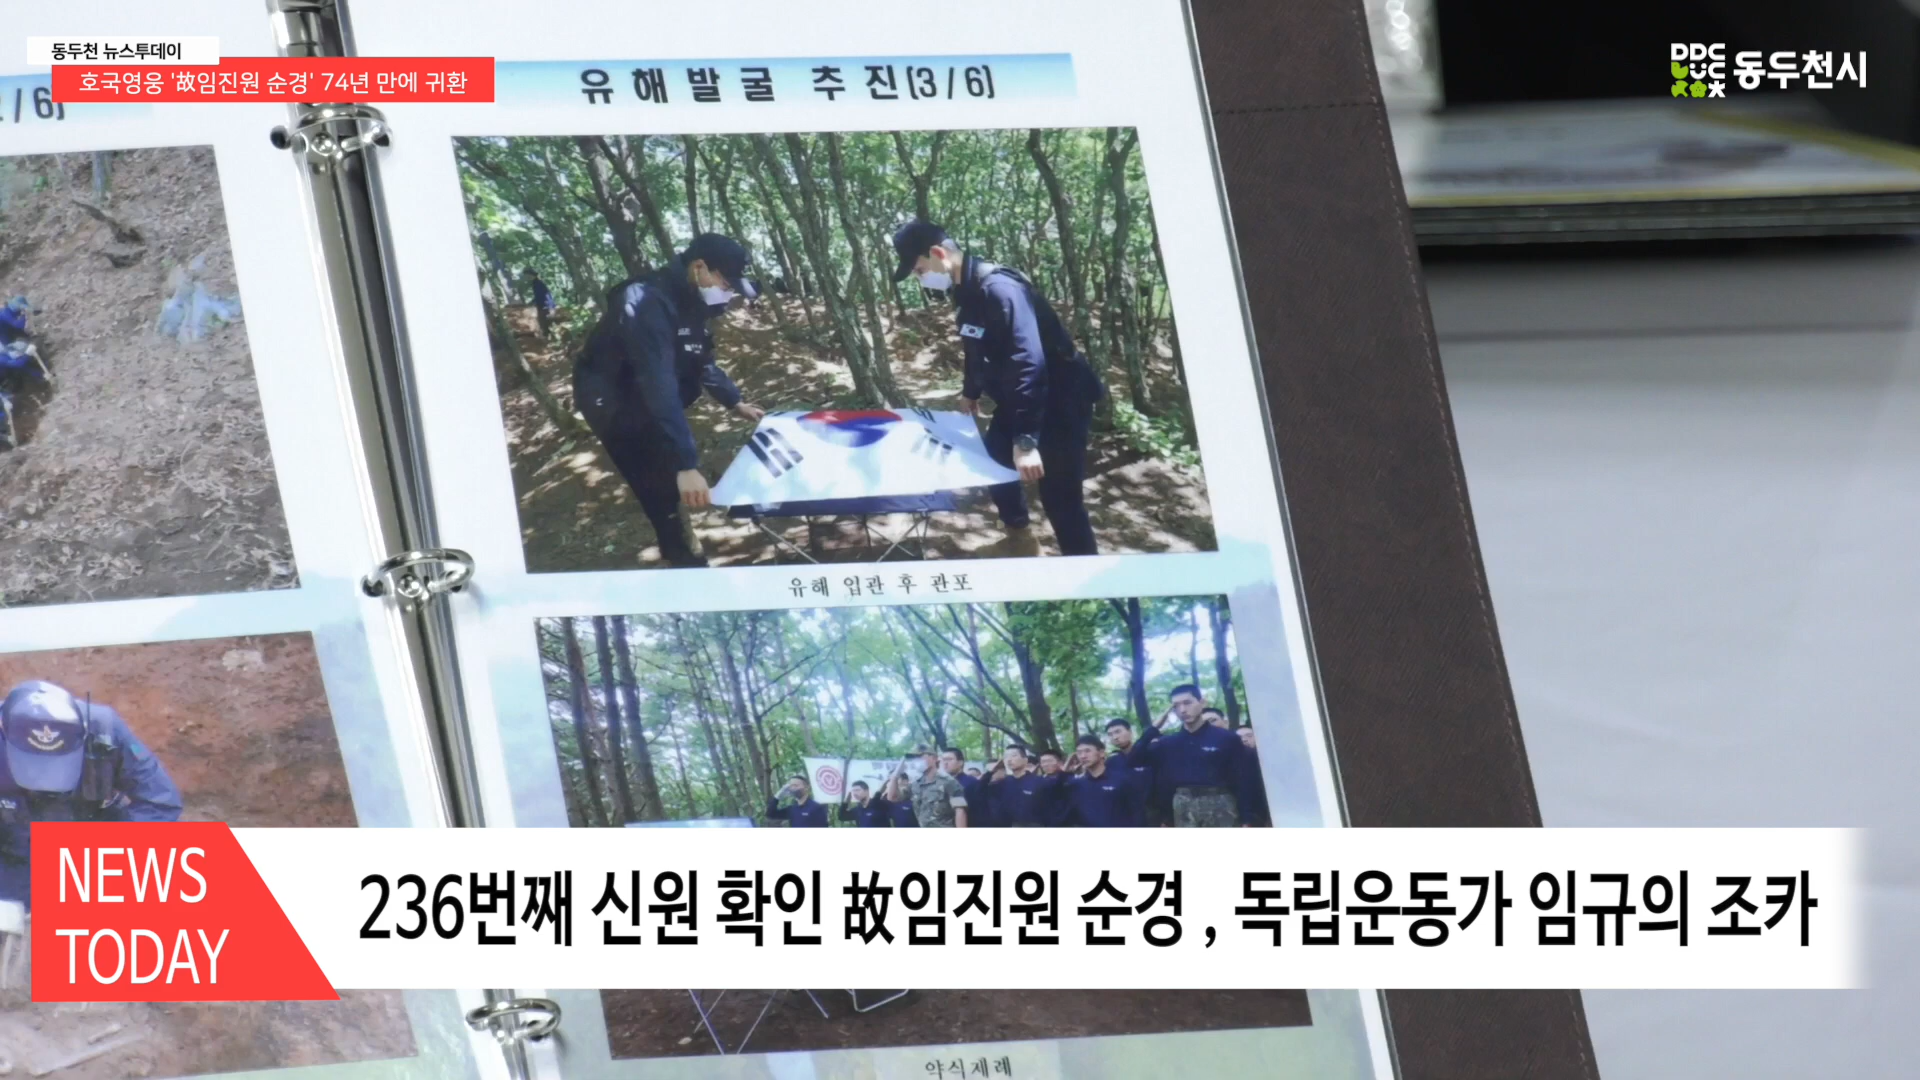 동두천 뉴스투데이
호국영웅 '故임진원 순경' 74년 만에 귀환
동두천시
2/6]
유 해 발 굴 추 진 [3/6]
유해 입관 후 관포
NEWS
TODAY
236번째 신원 확인 故임진원 순경 , 독립운동가 임규의 조카
약식제례